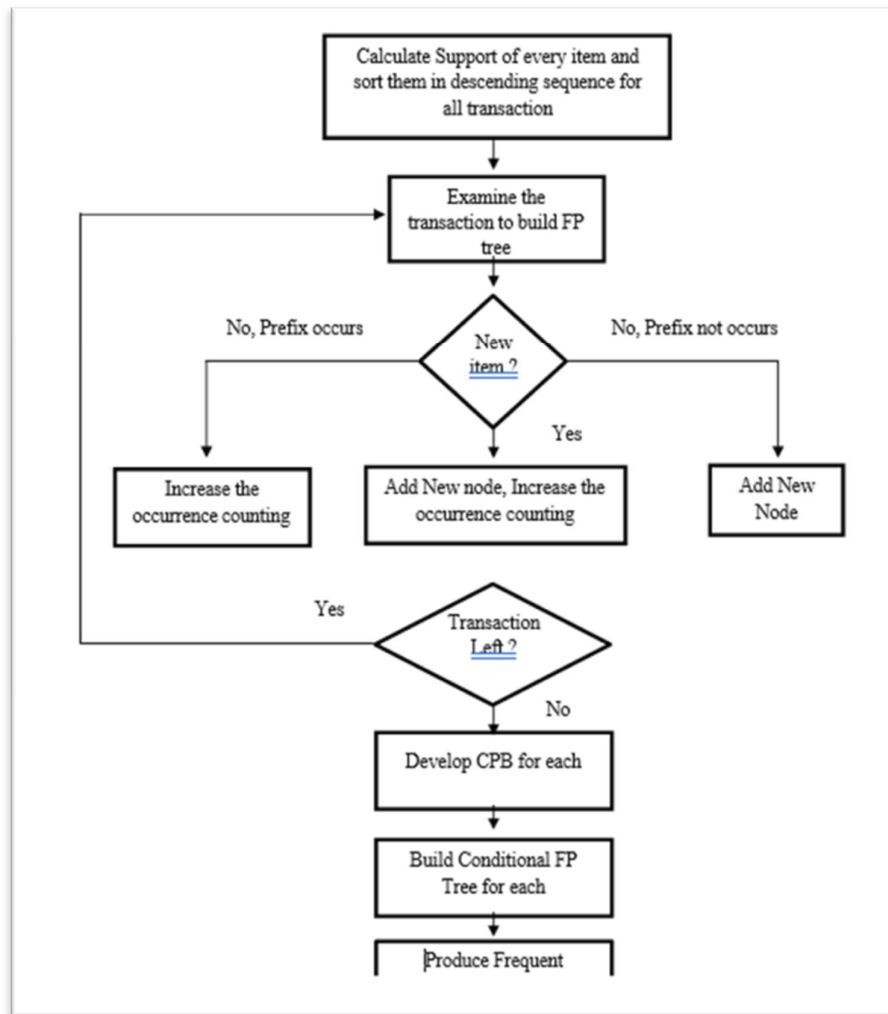 Calculate Support of every item and
sort them in descending sequence for
all transaction
Examine the
transaction to build FP
tree
No, Prefix occurs
New
item ?
No, Prefix not occurs
Yes
Increase the
occurrence counting
Add New node, Increase the
occurrence counting
Add New
Node
Yes
Transaction
Left ?
No
Develop CPB for each
Build Conditional FP
Tree for each
Produce Frequent